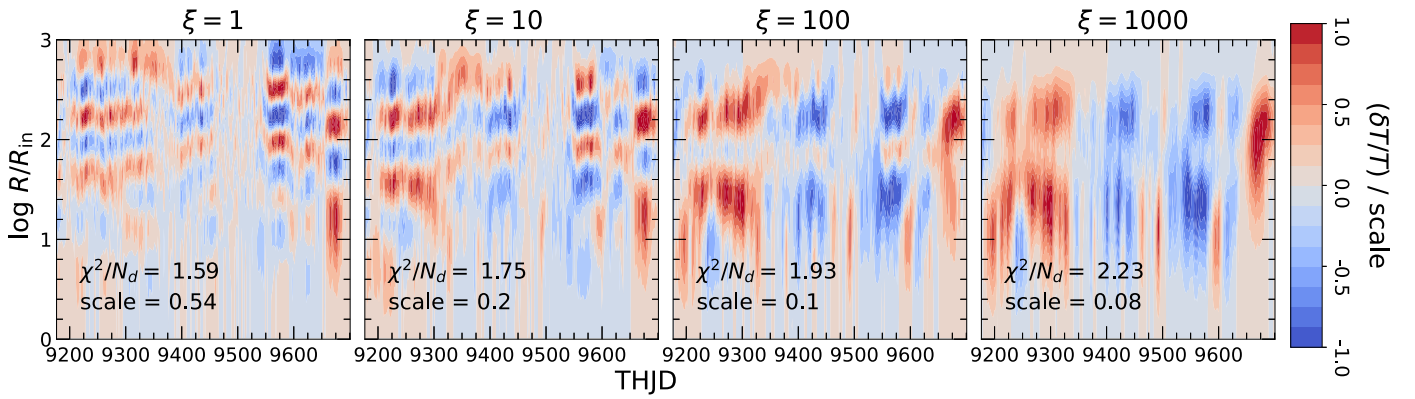 ξ = 1
ξ = 10
ξ = 100
ξ = 1000
log R/R_in
3
2
1
0
χ²/N_d = 1.59
scale = 0.54
χ²/N_d = 1.75
scale = 0.2
χ²/N_d = 1.93
scale = 0.1
χ²/N_d = 2.23
scale = 0.08
9200 9300 9400 9500 9600
9200 9300 9400 9500 9600
9200 9300 9400 9500 9600
9200 9300 9400 9500 9600
THJD
1.0
0.5
0.0
-0.5
-1.0
(δT/T) / scale